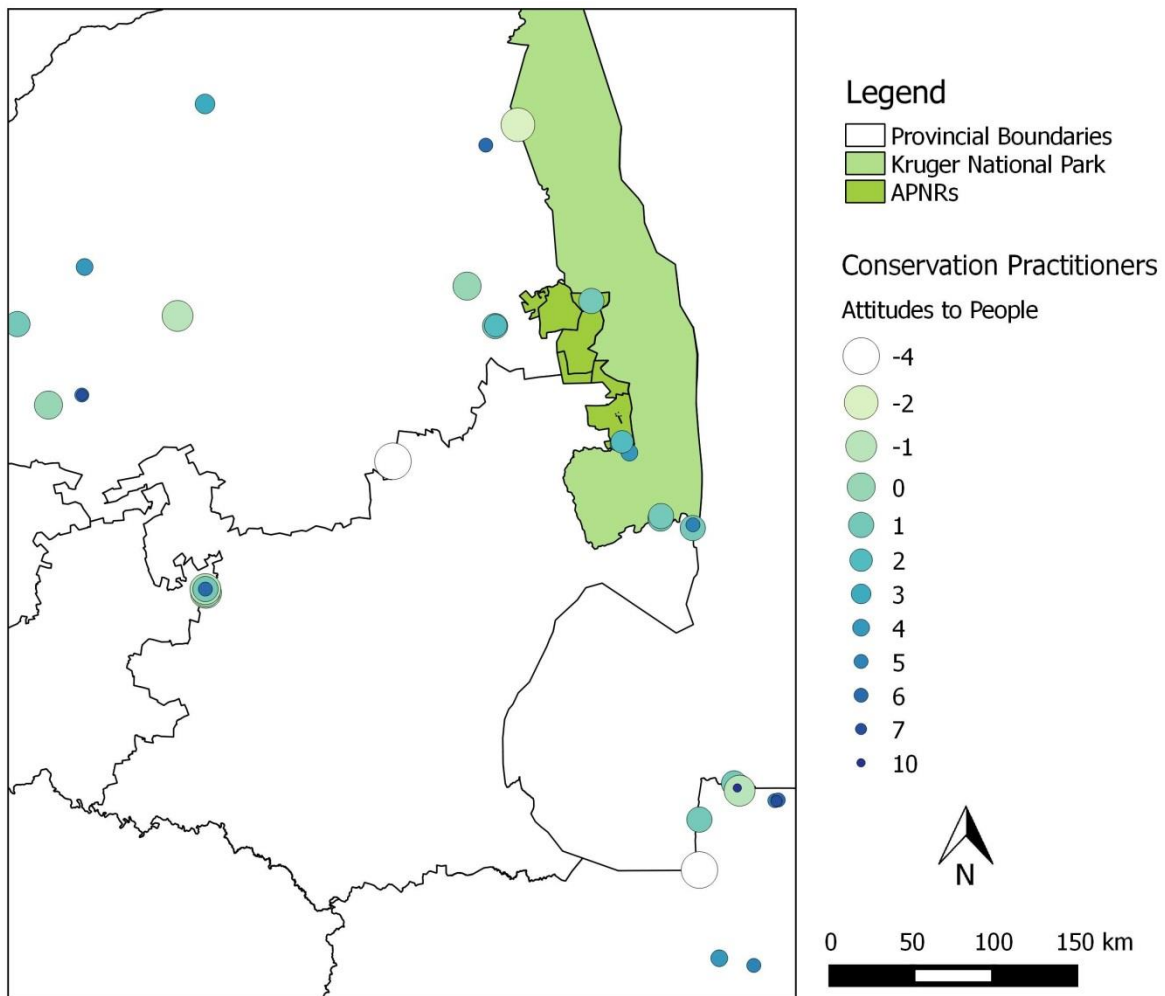 Legend
Provincial Boundaries
Kruger National Park
APNRs
Conservation Practitioners
Attitudes to People
-4
-2
-1
0
1
2
3
4
5
6
7
10
N
0 50 100 150 km